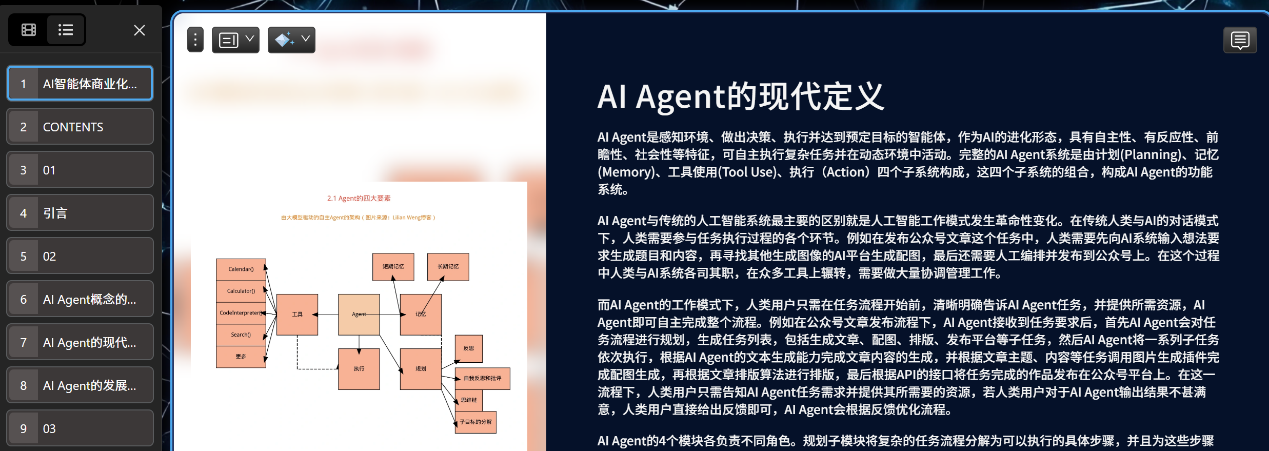 1 AI智能体商业化...
2 CONTENTS
3 01
4 引言
5 02
6 AI Agent概念的...
7 AI Agent的现代...
8 AI Agent的发展...
9 03
2.1 Agent的四大要素
由大模型驱动的自主Agent的架构（图片来源：Lilian Weng博客）
Calendar()
Calculator()
CodeInterpreter()
Search()
更多
工具
Agent
短期记忆
长期记忆
记忆
执行
规划
反思
自我反思和批评
思维链
子目标的分解
AI Agent的现代定义
AI Agent是感知环境、做出决策、执行并达到预定目标的智能体，作为AI的进化形态，具有自主性、有反应性、前
瞻性、社会性等特征，可自主执行复杂任务并在动态环境中活动。完整的AI Agent系统是由计划(Planning)、记忆
(Memory)、工具使用(Tool Use)、执行（Action）四个子系统构成，这四个子系统的组合，构成AI Agent的功能
系统。
AI Agent与传统的人工智能系统最主要的区别就是人工智能工作模式发生革命性变化。在传统人类与AI的对话模式
下，人类需要参与任务执行过程的各个环节。例如在发布公众号文章这个任务中，人类需要先向AI系统输入想法要
求生成题目和内容，再寻找其他生成图像的AI平台生成配图，最后还需要人工编排并发布到公众号上。在这个过程
中人类与AI系统各司其职，在众多工具上辗转，需要做大量协调管理工作。
而AI Agent的工作模式下，人类用户只需在任务流程开始前，清晰明确告诉AI Agent任务，并提供所需资源，AI
Agent即可自主完成整个流程。例如在公众号文章发布流程下，AI Agent接收到任务要求后，首先AI Agent会对任
务流程进行规划，生成任务列表，包括生成文章、配图、排版、发布平台等子任务，然后AI Agent将一系列子任务
依次执行，根据AI Agent的文本生成能力完成文章内容的生成，并根据文章主题、内容等任务调用图片生成插件完
成配图生成，再根据文章排版算法进行排版，最后根据API的接口将任务完成的作品发布在公众号平台上。在这一
流程下，人类用户只需告知AI Agent任务需求并提供其所需要的资源，若人类用户对于AI Agent输出结果不甚满
意，人类用户直接给出反馈即可，AI Agent会根据反馈优化流程。
AI Agent的4个模块各负责不同角色。规划子模块将复杂的任务流程分解为可以执行的具体步骤，并且为这些步骤